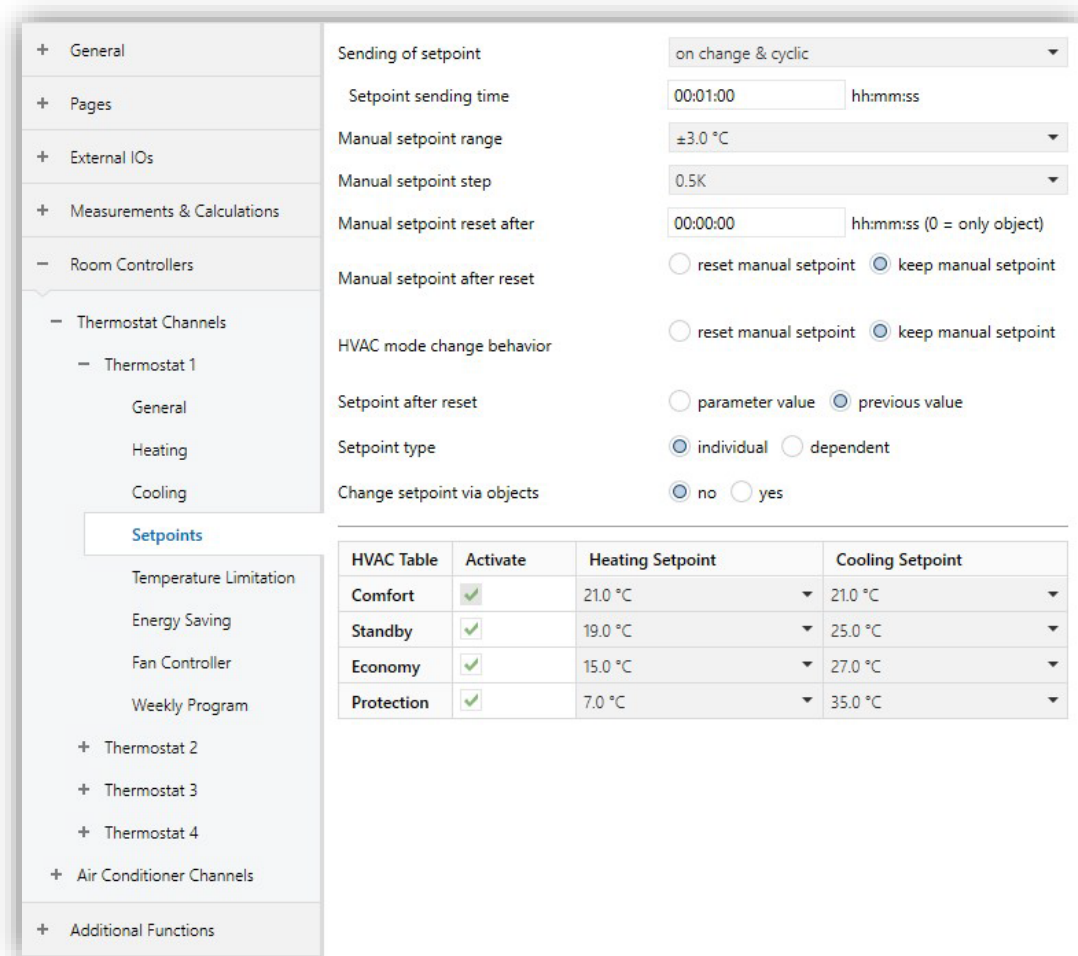 General
Pages
External IOs
Measurements & Calculations
Room Controllers
Thermostat Channels
Thermostat 1
General
Heating
Cooling
Setpoints
Temperature Limitation
Energy Saving
Fan Controller
Weekly Program
Thermostat 2
Thermostat 3
Thermostat 4
Air Conditioner Channels
Additional Functions
Sending of setpoint on change & cyclic
Setpoint sending time 00:01:00 hh:mm:ss
Manual setpoint range ±3.0 °C
Manual setpoint step 0.5K
Manual setpoint reset after 00:00:00 hh:mm:ss (0 = only object)
Manual setpoint after reset reset manual setpoint keep manual setpoint
HVAC mode change behavior reset manual setpoint keep manual setpoint
Setpoint after reset parameter value previous value
Setpoint type individual dependent
Change setpoint via objects no yes
HVAC Table Activate Heating Setpoint Cooling Setpoint
Comfort 21.0 °C 21.0 °C
Standby 19.0 °C 25.0 °C
Economy 15.0 °C 27.0 °C
Protection 7.0 °C 35.0 °C